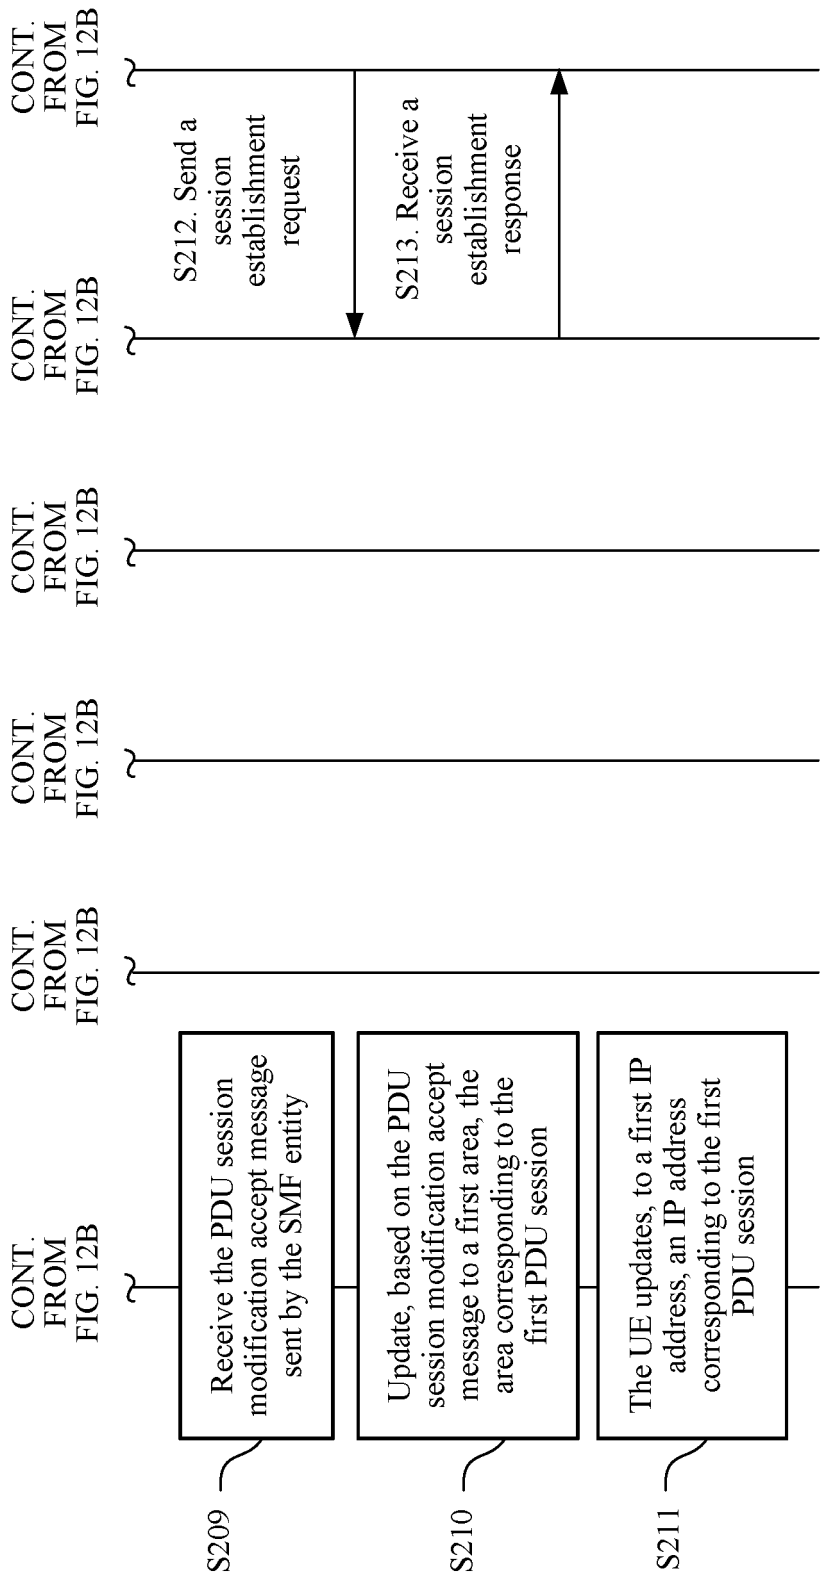 CONT.
FROM
FIG. 12B
CONT.
FROM
FIG. 12B
CONT.
FROM
FIG. 12B
CONT.
FROM
FIG. 12B
CONT.
FROM
FIG. 12B
CONT.
FROM
FIG. 12B
S209
Receive the PDU session
modification accept message
sent by the SMF entity
S212. Send a
session
establishment
request
S210
Update, based on the PDU
session modification accept
message to a first area, the
area corresponding to the
first PDU session
S213. Receive a
session
establishment
response
S211
The UE updates, to a first IP
address, an IP address
corresponding to the first
PDU session